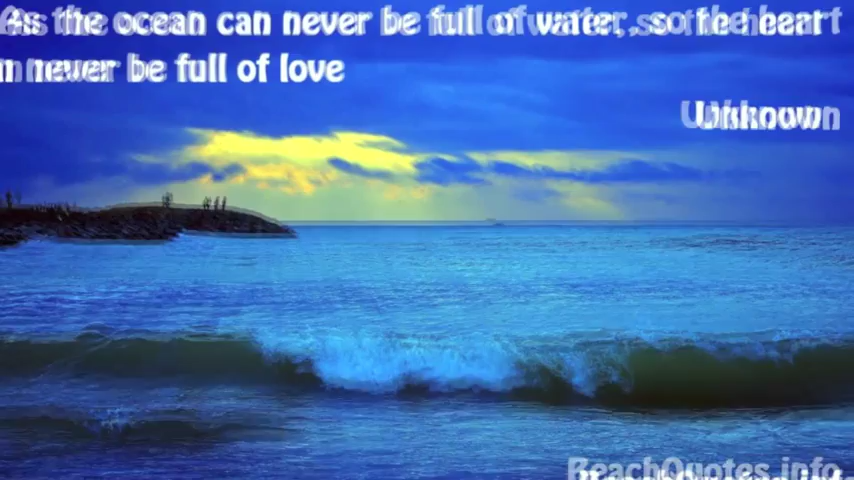 As the ocean can never be full of water, so the heart
n never be full of love
Unknown
BeachQuotes.info